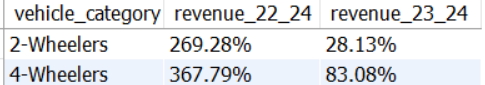 vehicle_category revenue_22_24 revenue_23_24
2-Wheelers 269.28% 28.13%
4-Wheelers 367.79% 83.08%